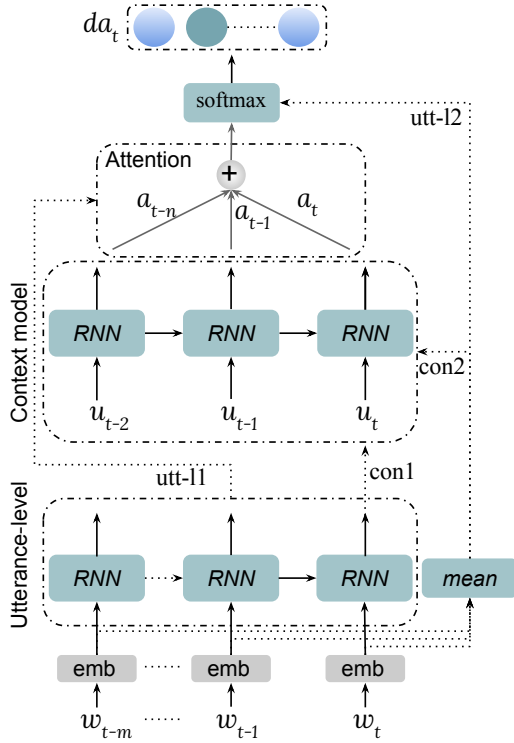 da_t
softmax
utt-l2
Attention
+
a_{t-n} a_{t-1} a_t
Context model
RNN RNN RNN
con2
u_{t-2} u_{t-1} u_t
con1
utt-l1
Utterance-level
RNN RNN RNN mean
emb emb emb
w_{t-m} w_{t-1} w_t